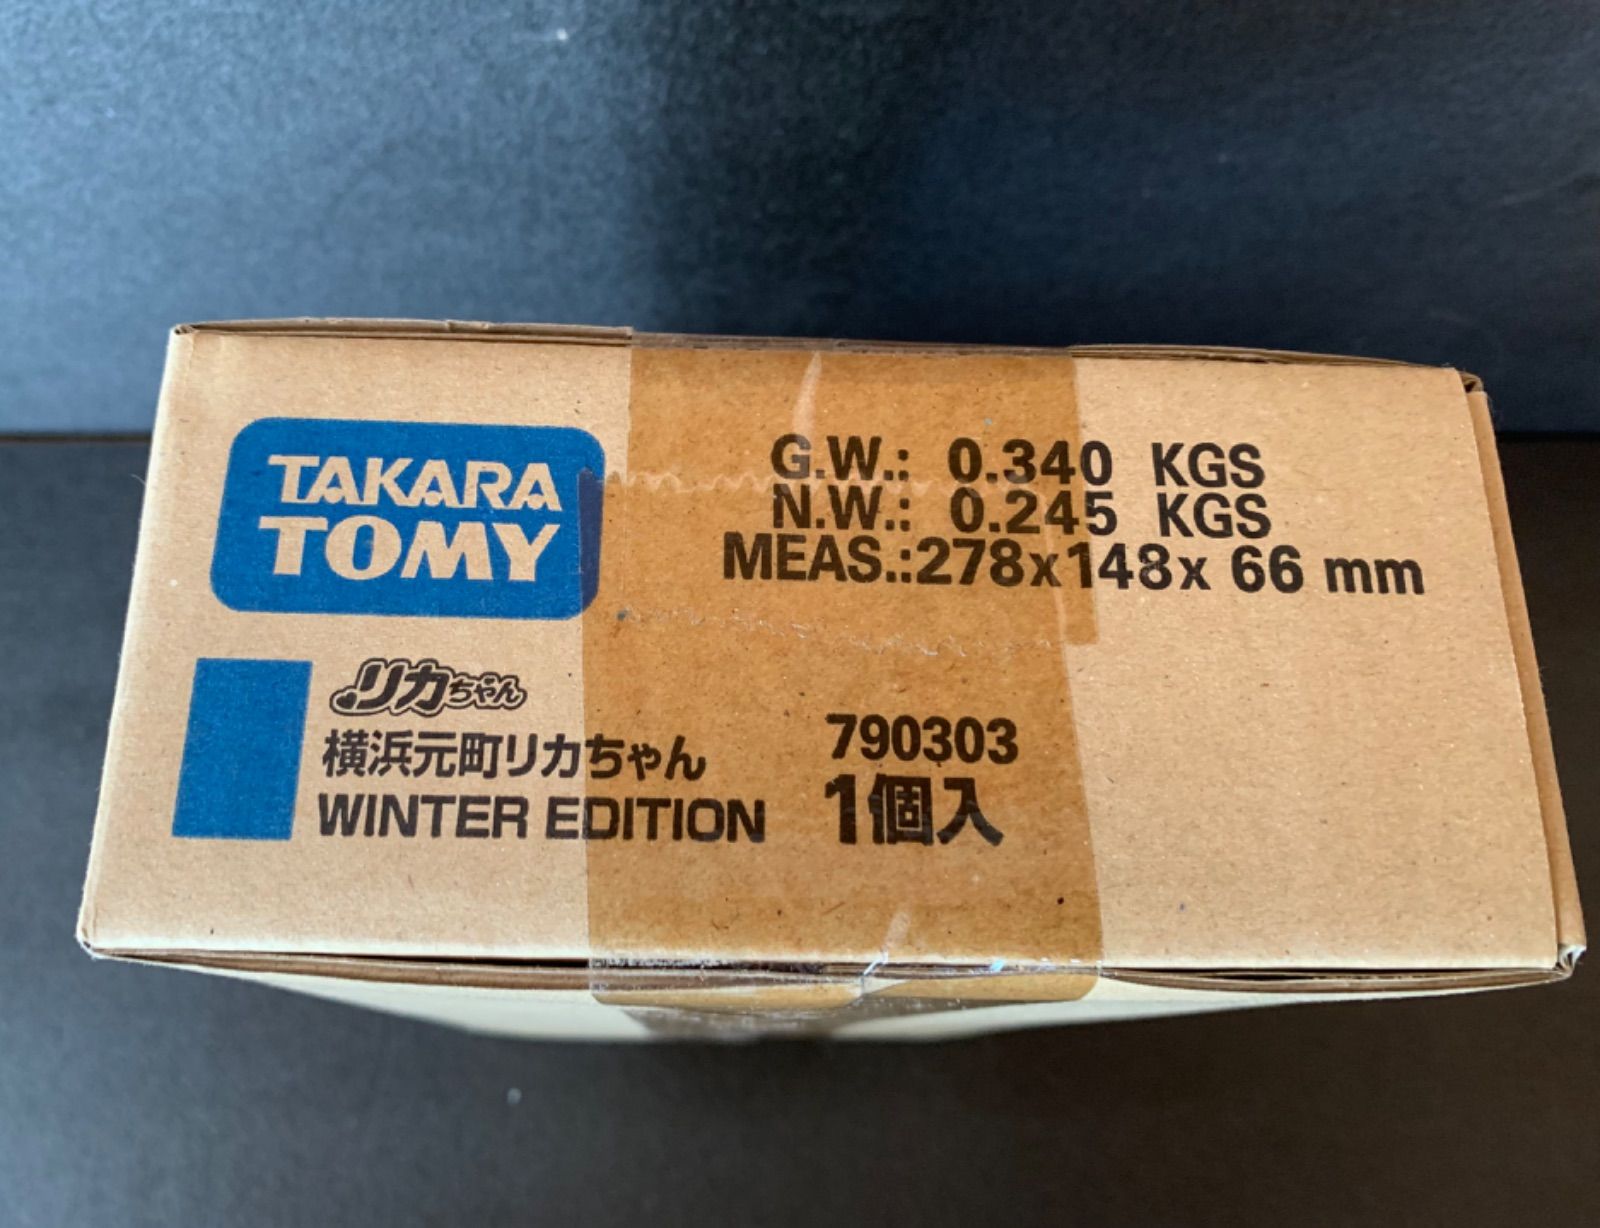 TAKARA
TOMY
G.W.: 0.340 KGS
N.W.: 0.245 KGS
MEAS.:278x148x 66 mm
リカちゃん
横浜元町リカちゃん
WINTER EDITION
790303
1個入